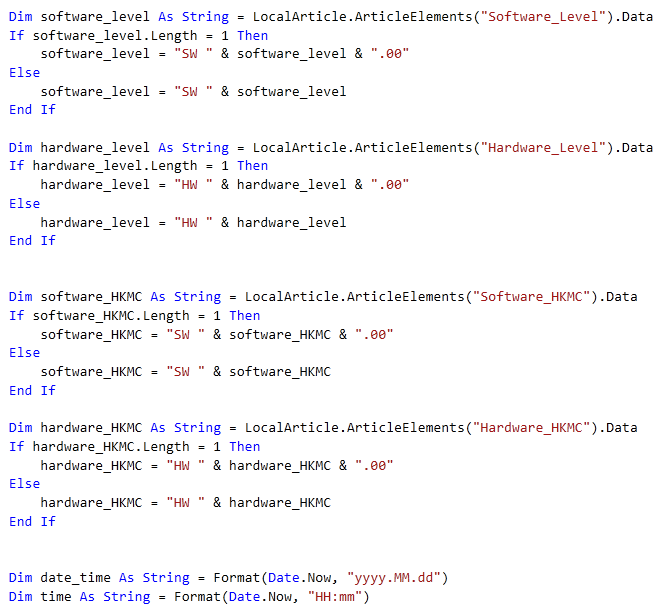 Dim software_level As String = LocalArticle.ArticleElements("Software_Level").Data
If software_level.Length = 1 Then
    software_level = "SW " & software_level & ".00"
Else
    software_level = "SW " & software_level
End If

Dim hardware_level As String = LocalArticle.ArticleElements("Hardware_Level").Data
If hardware_level.Length = 1 Then
    hardware_level = "HW " & hardware_level & ".00"
Else
    hardware_level = "HW " & hardware_level
End If


Dim software_HKMC As String = LocalArticle.ArticleElements("Software_HKMC").Data
If software_HKMC.Length = 1 Then
    software_HKMC = "SW " & software_HKMC & ".00"
Else
    software_HKMC = "SW " & software_HKMC
End If

Dim hardware_HKMC As String = LocalArticle.ArticleElements("Hardware_HKMC").Data
If hardware_HKMC.Length = 1 Then
    hardware_HKMC = "HW " & hardware_HKMC & ".00"
Else
    hardware_HKMC = "HW " & hardware_HKMC
End If


Dim date_time As String = Format(Date.Now, "yyyy.MM.dd")
Dim time As String = Format(Date.Now, "HH:mm")